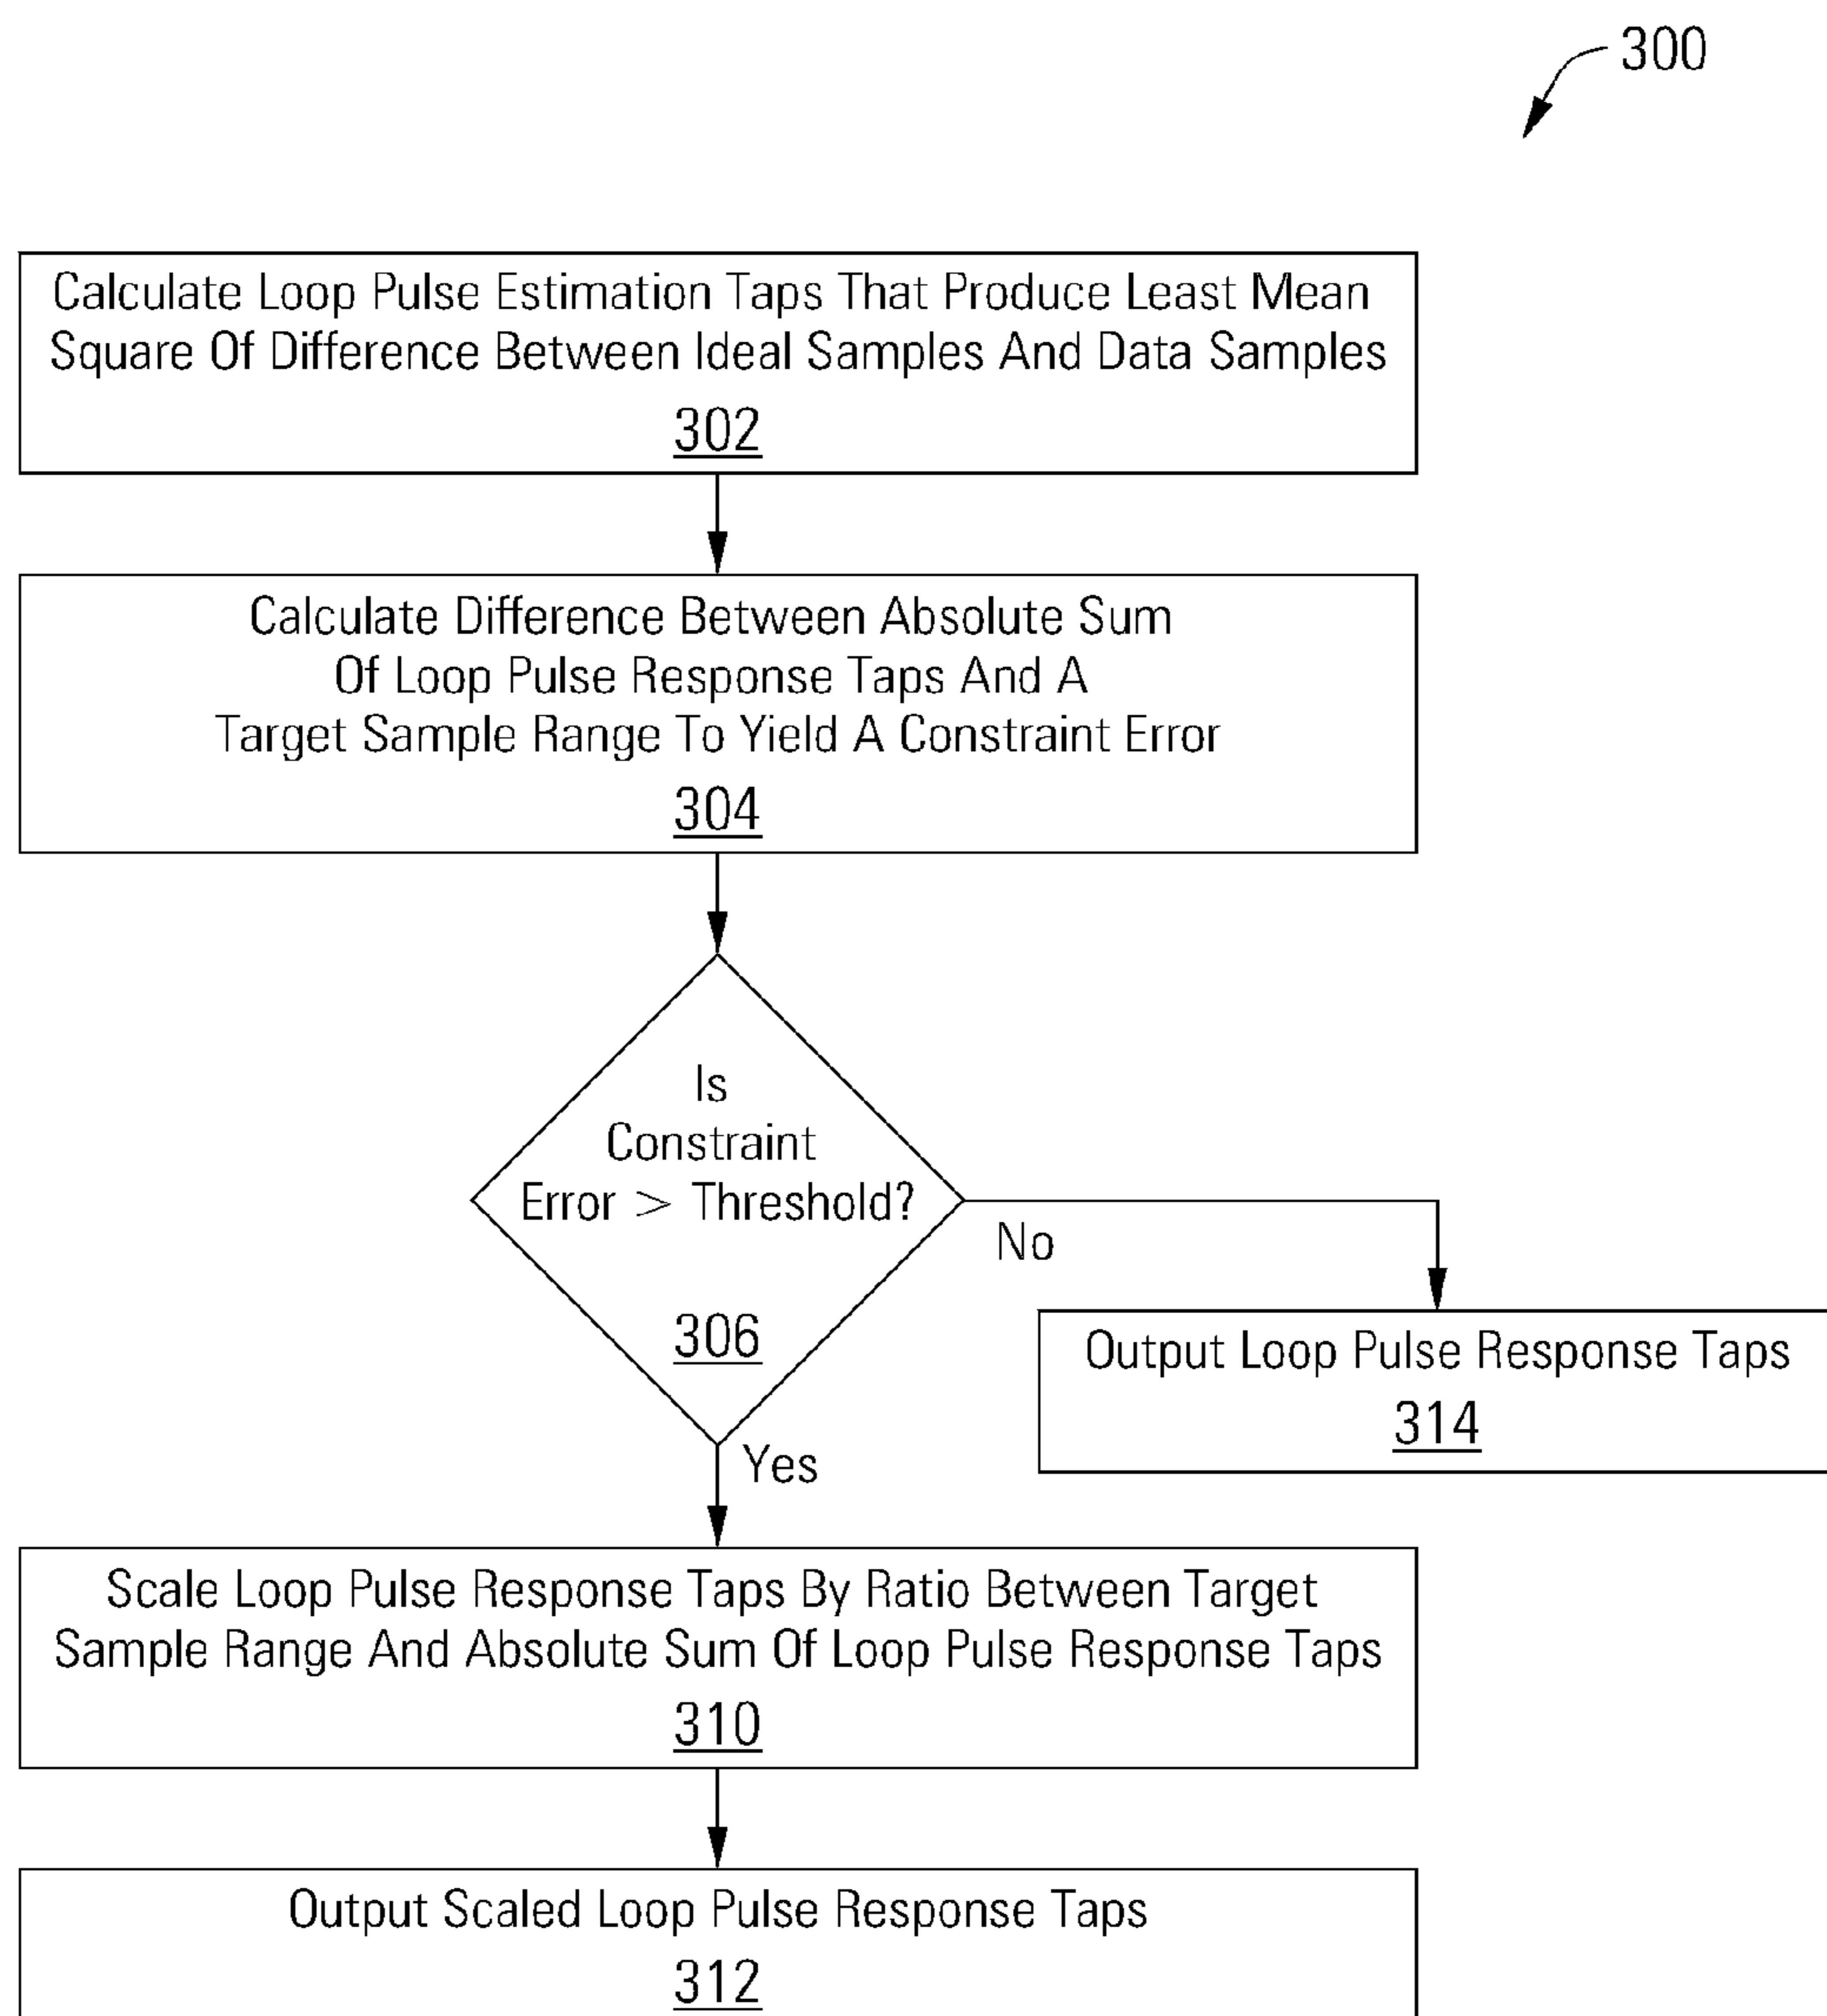 300
Calculate Loop Pulse Estimation Taps That Produce Least Mean
Square Of Difference Between Ideal Samples And Data Samples
302
Calculate Difference Between Absolute Sum
Of Loop Pulse Response Taps And A
Target Sample Range To Yield A Constraint Error
304
Is
Constraint
Error > Threshold?
306
No
Output Loop Pulse Response Taps
314
Yes
Scale Loop Pulse Response Taps By Ratio Between Target
Sample Range And Absolute Sum Of Loop Pulse Response Taps
310
Output Scaled Loop Pulse Response Taps
312